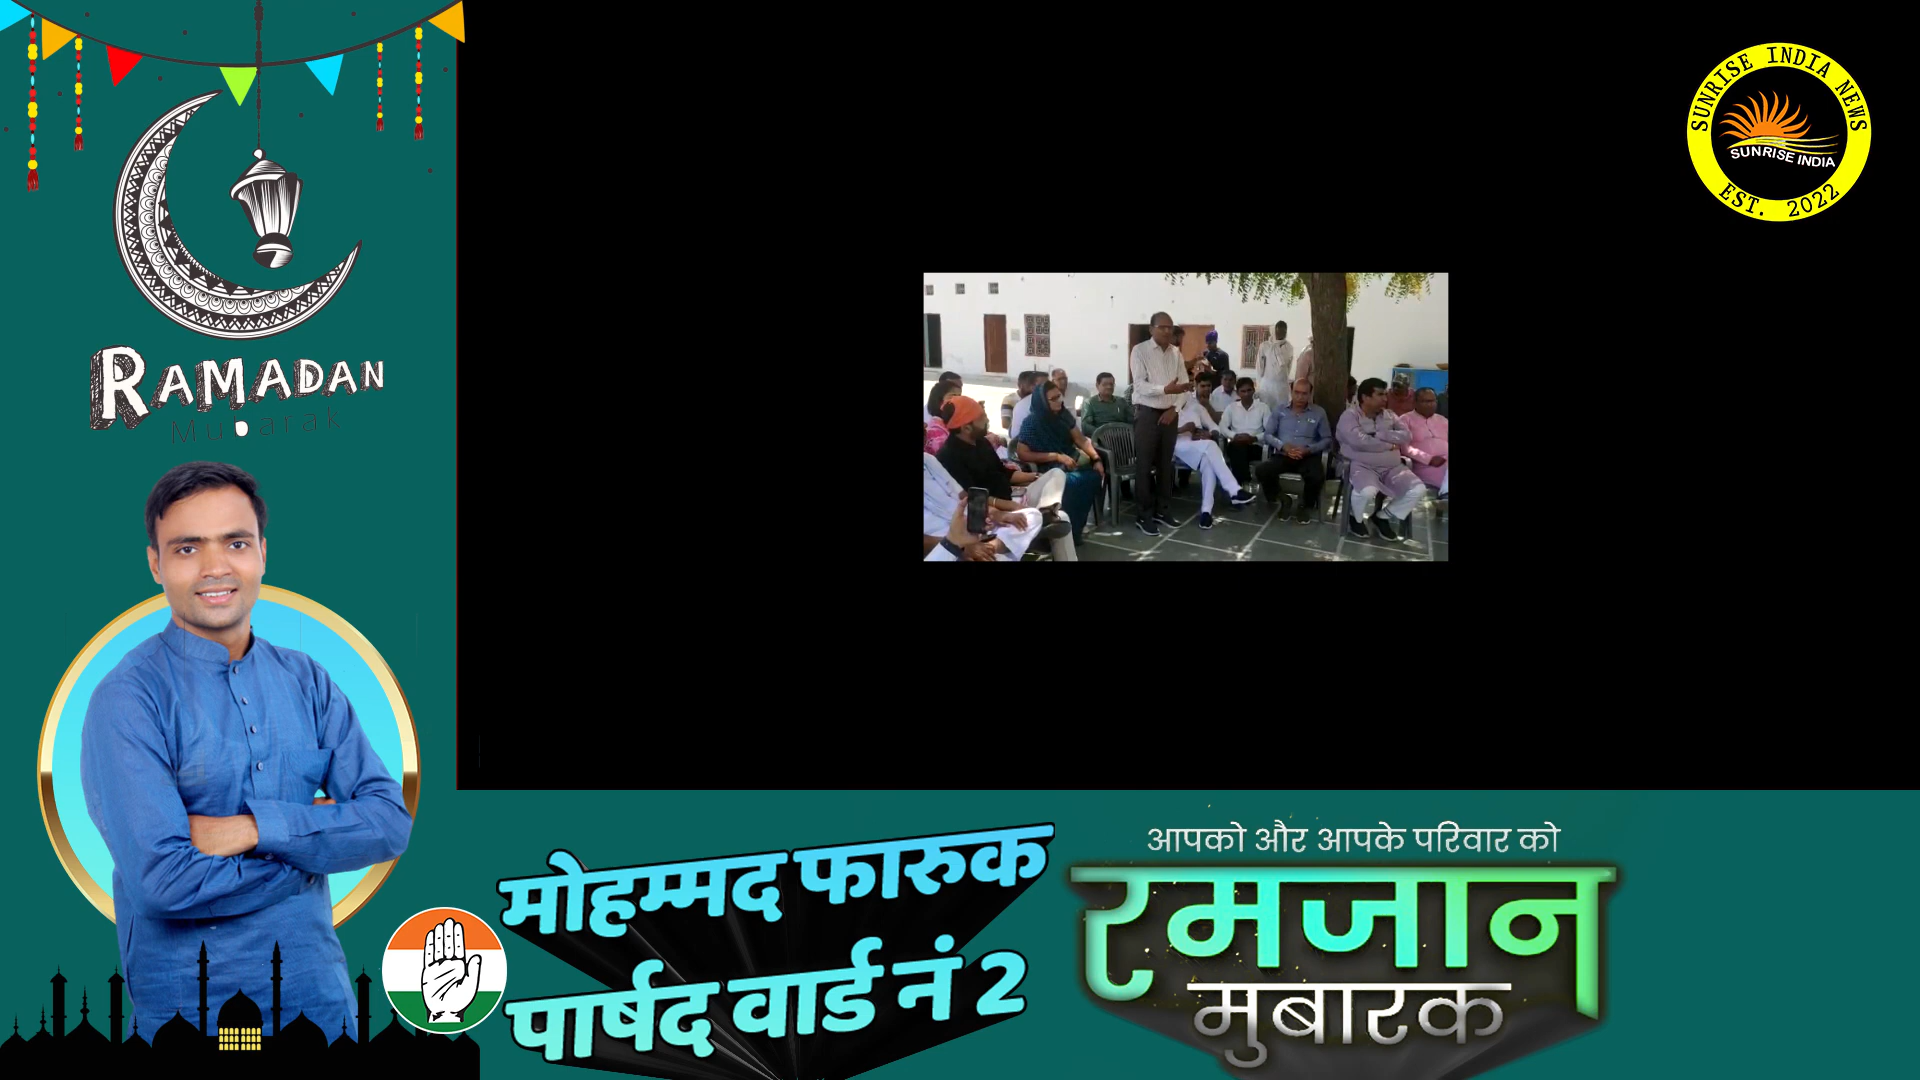 SUNRISE INDIA NEWS
SUNRISE INDIA
EST. 2022
RAMADAN
Mubarak
मोहम्मद फारुक
पार्षद वार्ड नं 2
आपको और आपके परिवार को
रमजान
मुबारक